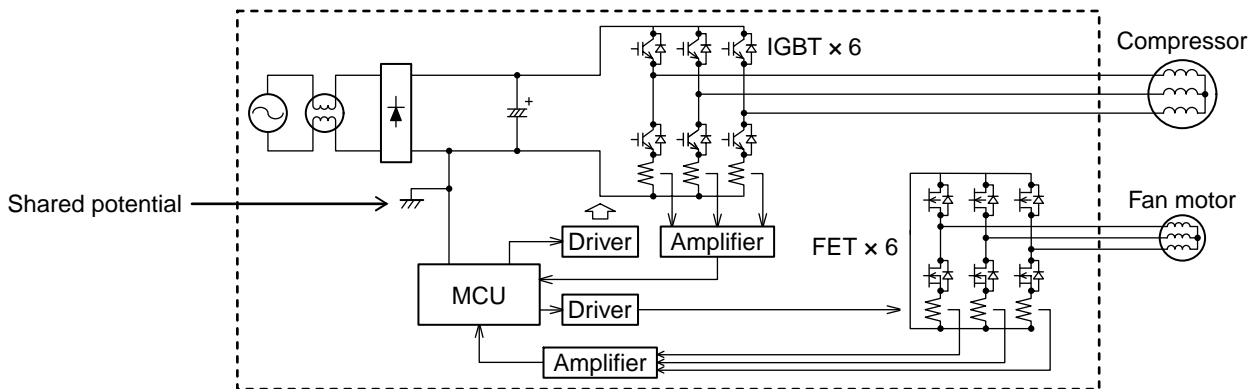 IGBT × 6
Compressor
Shared potential
Fan motor
Driver
Amplifier
FET × 6
MCU
Driver
Amplifier
+